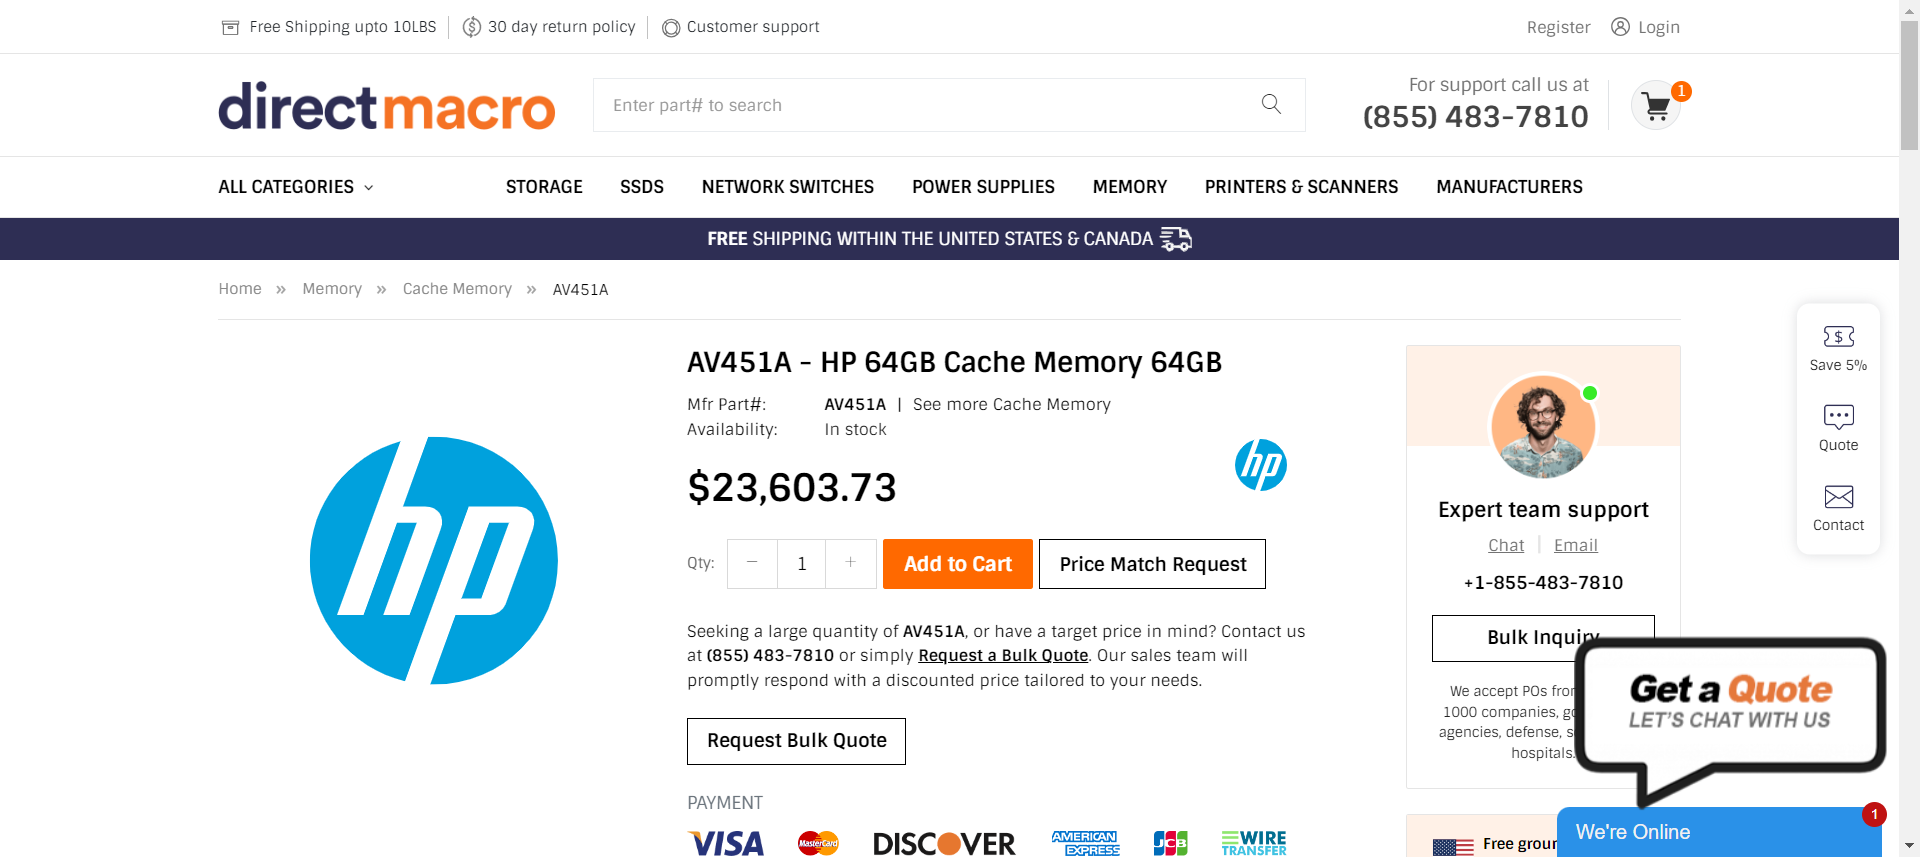 Free Shipping upto 10LBS
30 day return policy
Customer support
Register
Login
directmacro
Enter part# to search
For support call us at
(855) 483-7810
1
ALL CATEGORIES
STORAGE
SSDS
NETWORK SWITCHES
POWER SUPPLIES
MEMORY
PRINTERS & SCANNERS
MANUFACTURERS
FREE SHIPPING WITHIN THE UNITED STATES & CANADA
Home » Memory » Cache Memory » AV451A
hp
AV451A - HP 64GB Cache Memory 64GB
Mfr Part#: AV451A | See more Cache Memory
Availability: In stock
hp
$23,603.73
Qty: − 1 + Add to Cart Price Match Request
Seeking a large quantity of AV451A, or have a target price in mind? Contact us
at (855) 483-7810 or simply Request a Bulk Quote. Our sales team will
promptly respond with a discounted price tailored to your needs.
Request Bulk Quote
PAYMENT
VISA
MasterCard
DISCOVER
AMERICAN
EXPRESS
JCB
WIRE
TRANSFER
Expert team support
Chat | Email
+1-855-483-7810
Bulk Inquiry
We accept POs
1000 companies,
agencies, defense,
hospitals.
Free
Save 5%
Quote
Contact
Get a Quote
LET'S CHAT WITH US
We're Online
1